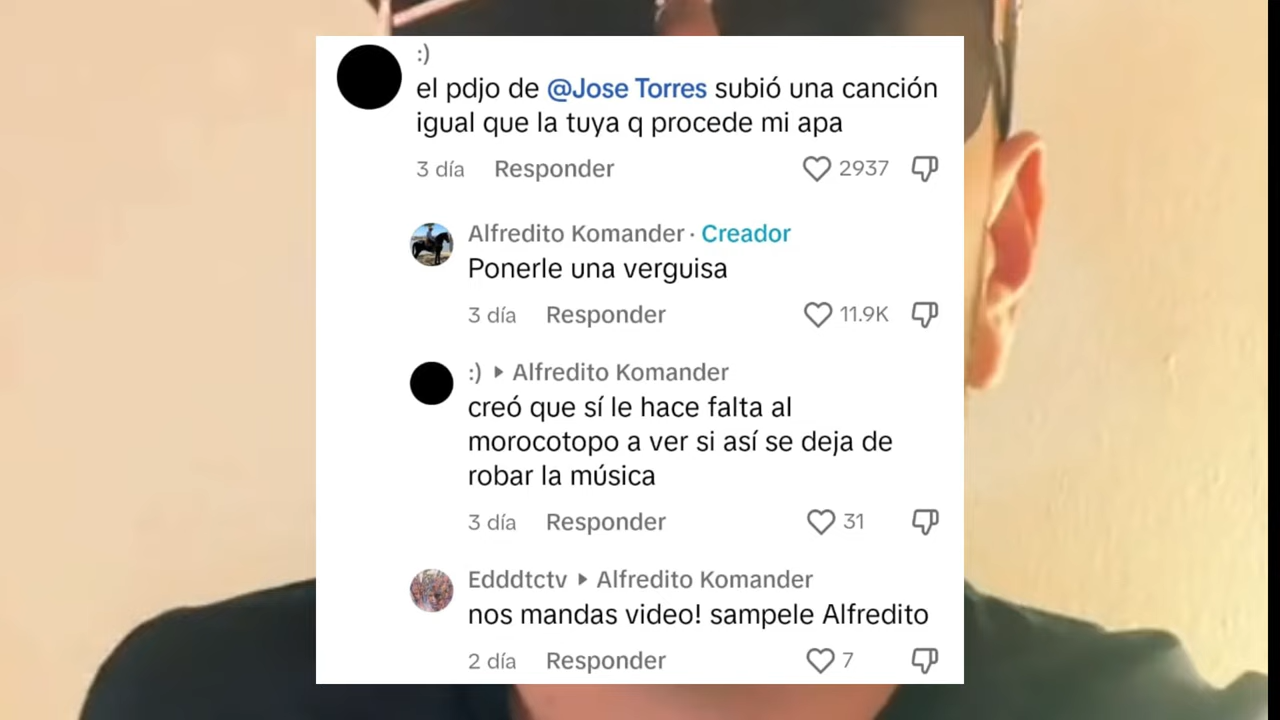 :)
el pdjo de @Jose Torres subió una canción
igual que la tuya q procede mi apa
3 día Responder 2937
Alfredito Komander · Creador
Ponerle una verguisa
3 día Responder 11.9K
:) ▸ Alfredito Komander
creó que sí le hace falta al
morocotopo a ver si así se deja de
robar la música
3 día Responder 31
Edddtctv ▸ Alfredito Komander
nos mandas video! sampele Alfredito
2 día Responder 7